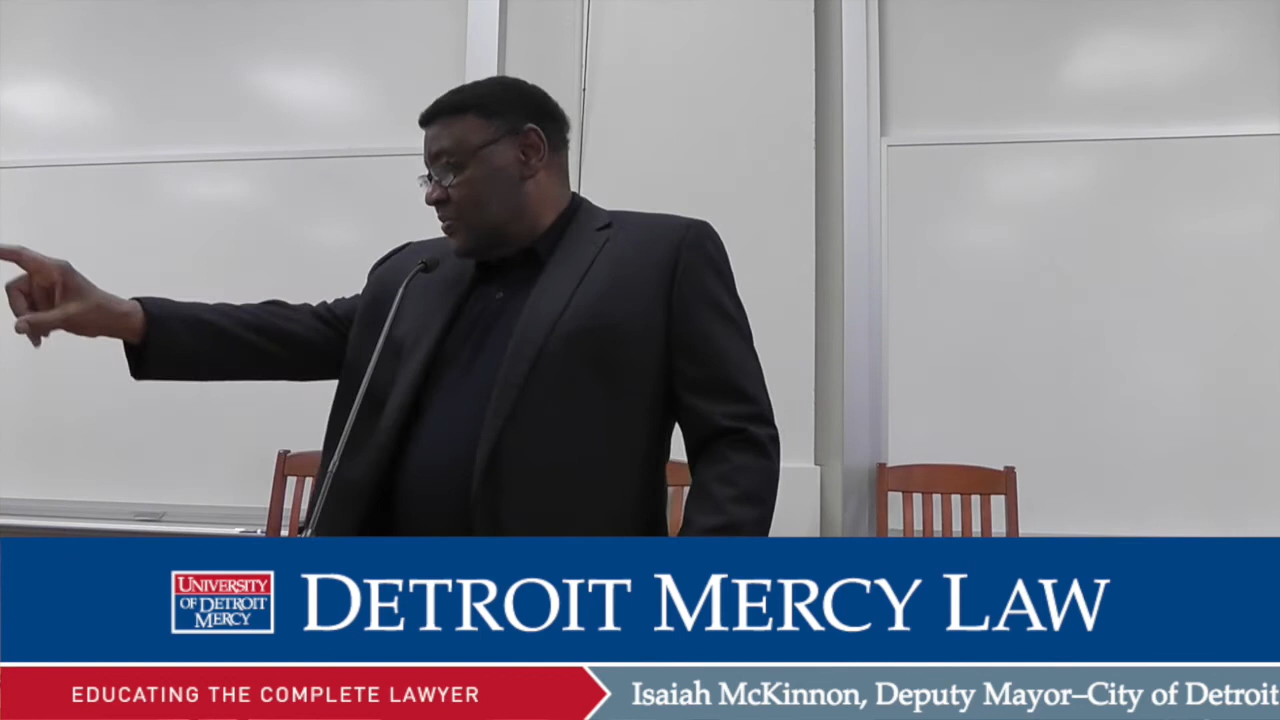 UNIVERSITY
OF DETROIT
MERCY
DETROIT MERCY LAW
EDUCATING THE COMPLETE LAWYER
Isaiah McKinnon, Deputy Mayor–City of Detroit